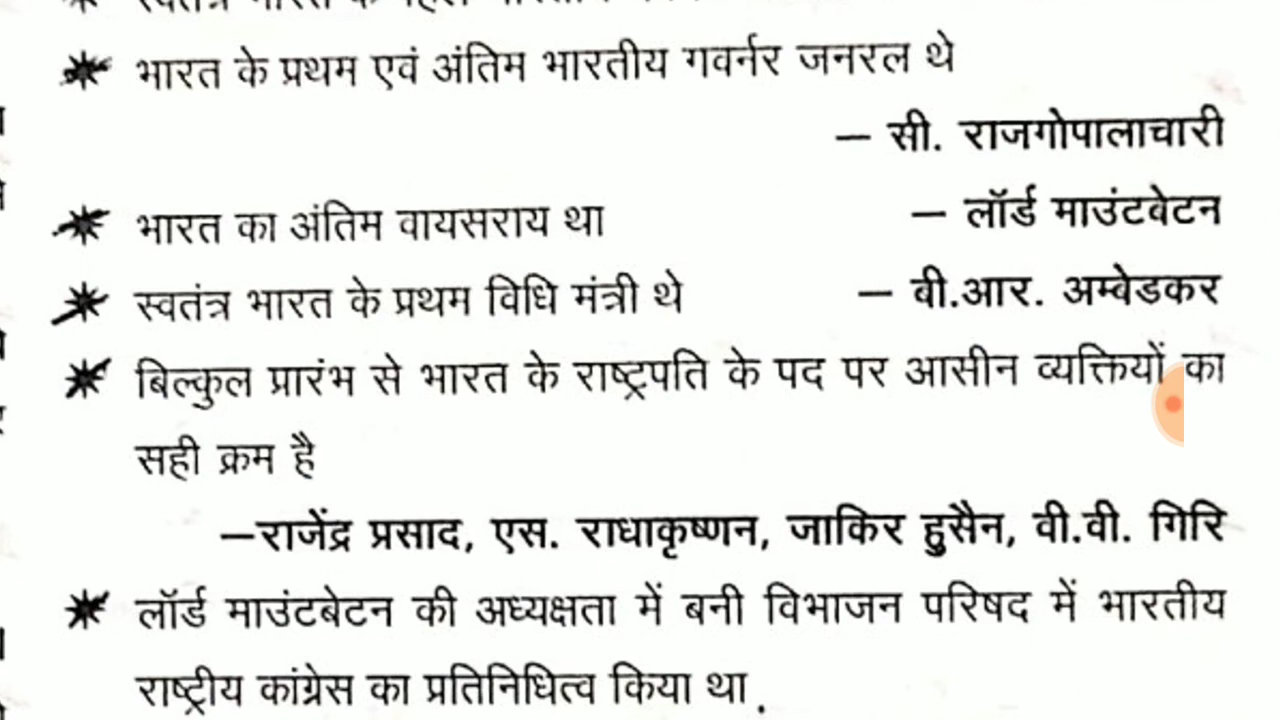 भारत के प्रथम एवं अंतिम भारतीय गवर्नर जनरल थे
– सी. राजगोपालाचारी
भारत का अंतिम वायसराय था – लॉर्ड माउंटबेटन
स्वतंत्र भारत के प्रथम विधि मंत्री थे – बी.आर. अम्बेडकर
बिल्कुल प्रारंभ से भारत के राष्ट्रपति के पद पर आसीन व्यक्तियों का
सही क्रम है
–राजेंद्र प्रसाद, एस. राधाकृष्णन, जाकिर हुसैन, वी.वी. गिरि
लॉर्ड माउंटबेटन की अध्यक्षता में बनी विभाजन परिषद में भारतीय
राष्ट्रीय कांग्रेस का प्रतिनिधित्व किया था